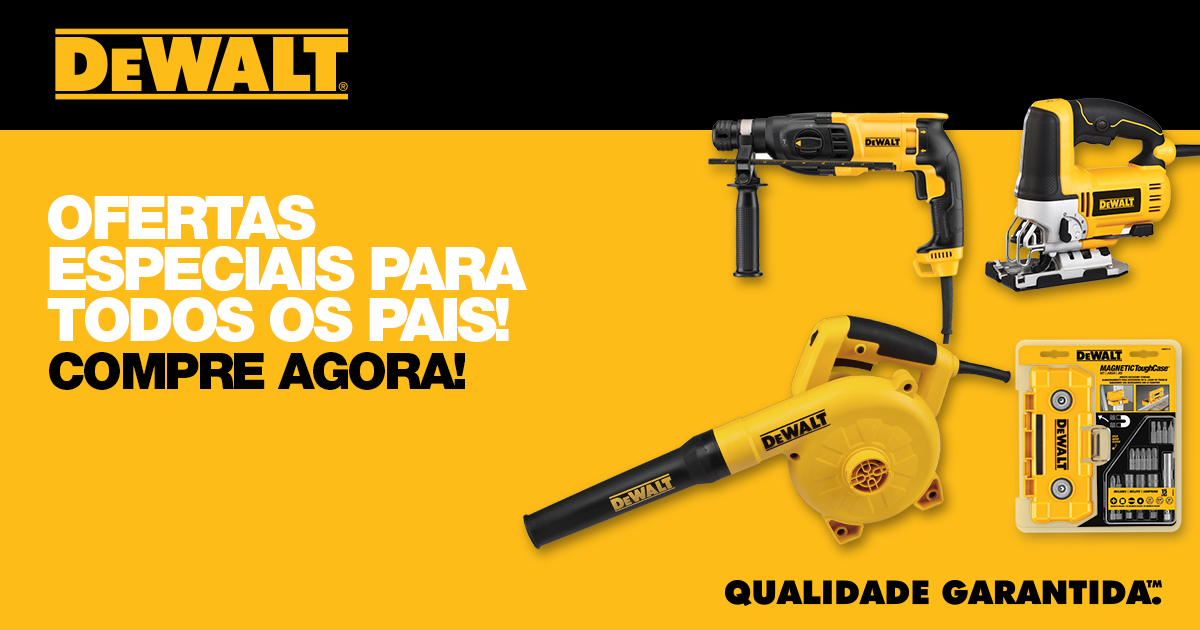 DEWALT®
OFERTAS
ESPECIAIS PARA
TODOS OS PAIS!
COMPRE AGORA!
DEWALT
DEWALT
DEWALT
DEWALT
DEWALT
MAGNETIC ToughCase™
DEWALT
QUALIDADE GARANTIDA.™